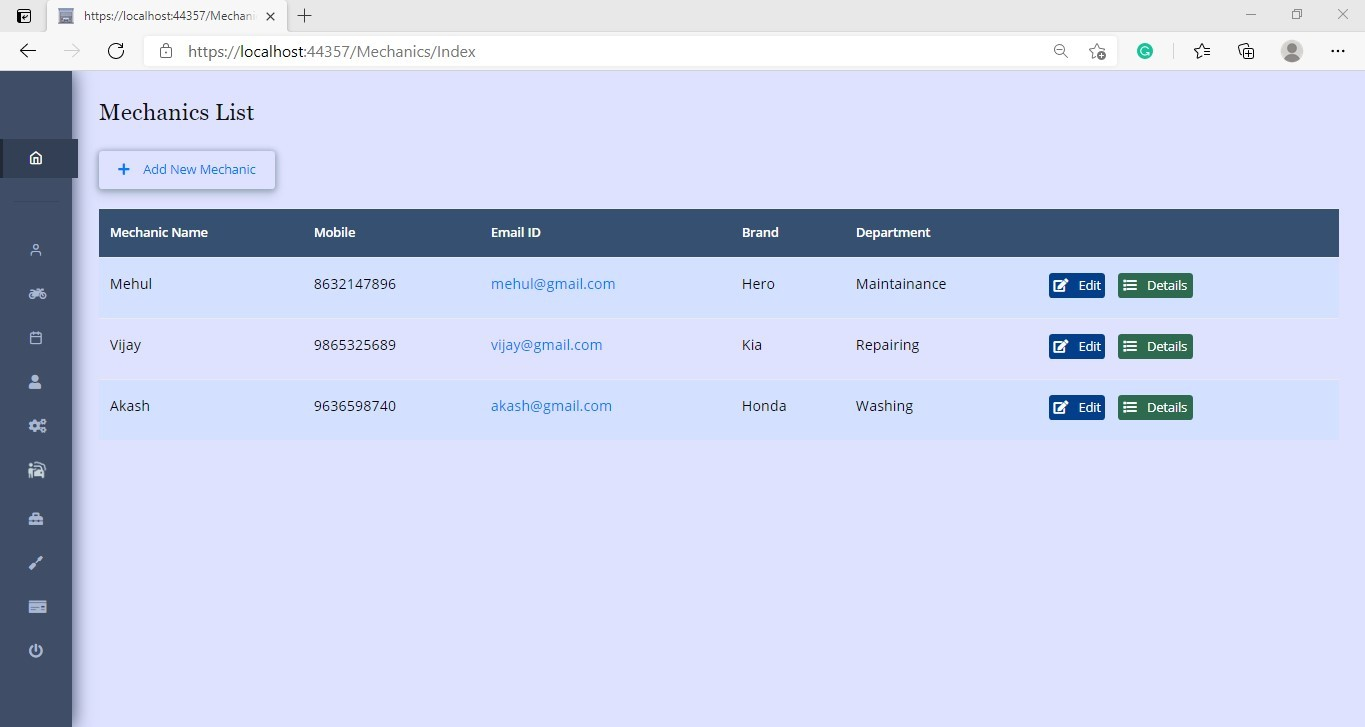 https://localhost:44357/Mechani
https://localhost:44357/Mechanics/Index
Mechanics List
Add New Mechanic
Mechanic Name Mobile Email ID Brand Department
Mehul 8632147896 mehul@gmail.com Hero Maintainance Edit Details
Vijay 9865325689 vijay@gmail.com Kia Repairing Edit Details
Akash 9636598740 akash@gmail.com Honda Washing Edit Details